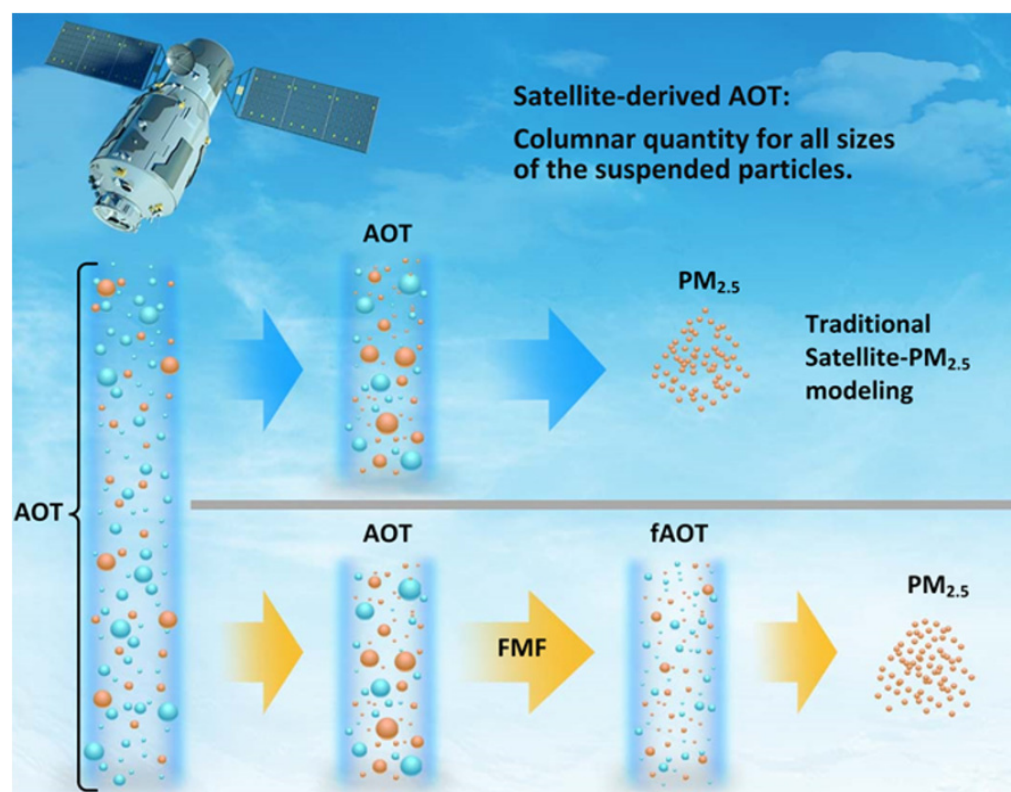 Satellite-derived AOT:
Columnar quantity for all sizes
of the suspended particles.
AOT
PM₂.₅
Traditional
Satellite-PM₂.₅
modeling
AOT
AOT
fAOT
FMF
PM₂.₅